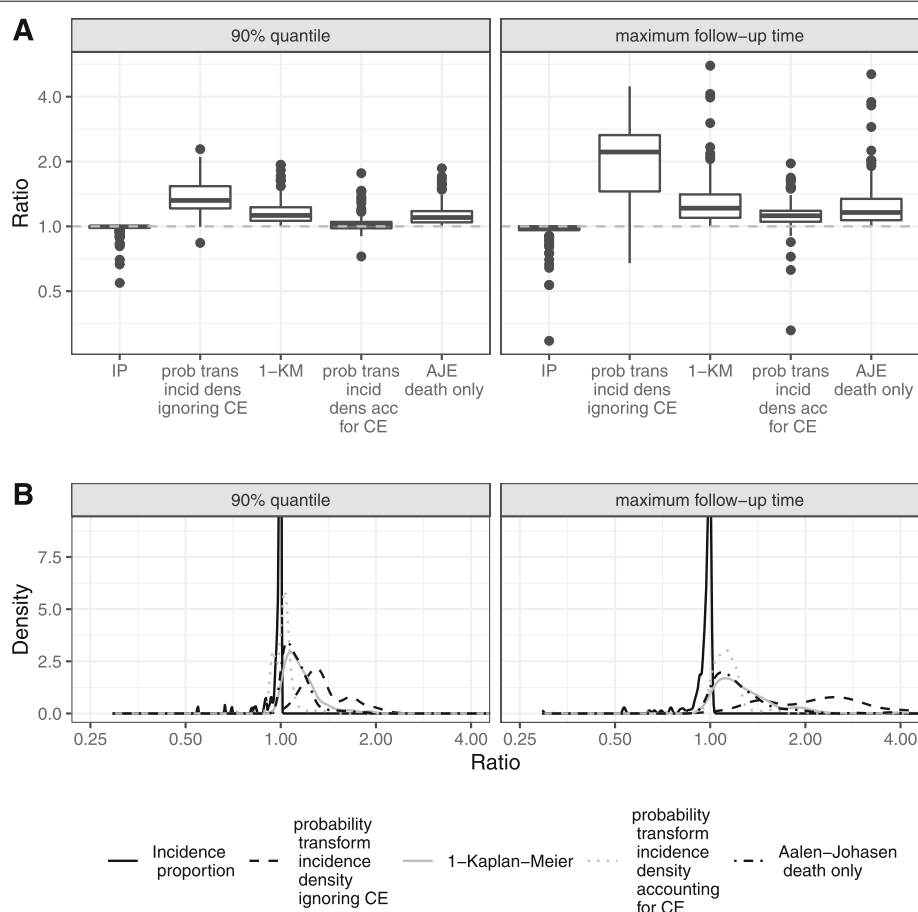 A
90% quantile
maximum follow−up time
Ratio
4.0
2.0
1.0
0.5
IP
prob trans
incid dens
ignoring CE
1−KM
prob trans
incid
dens acc
for CE
AJE
death only
IP
prob trans
incid dens
ignoring CE
1−KM
prob trans
incid
dens acc
for CE
AJE
death only
B
90% quantile
maximum follow−up time
Density
7.5
5.0
2.5
0.0
0.25
0.50
1.00
2.00
4.00
0.25
0.50
1.00
2.00
4.00
Ratio
Incidence
proportion
probability
transform
incidence
density
ignoring CE
1−Kaplan−Meier
probability
transform
incidence
density
accounting
for CE
Aalen−Johasen
death only